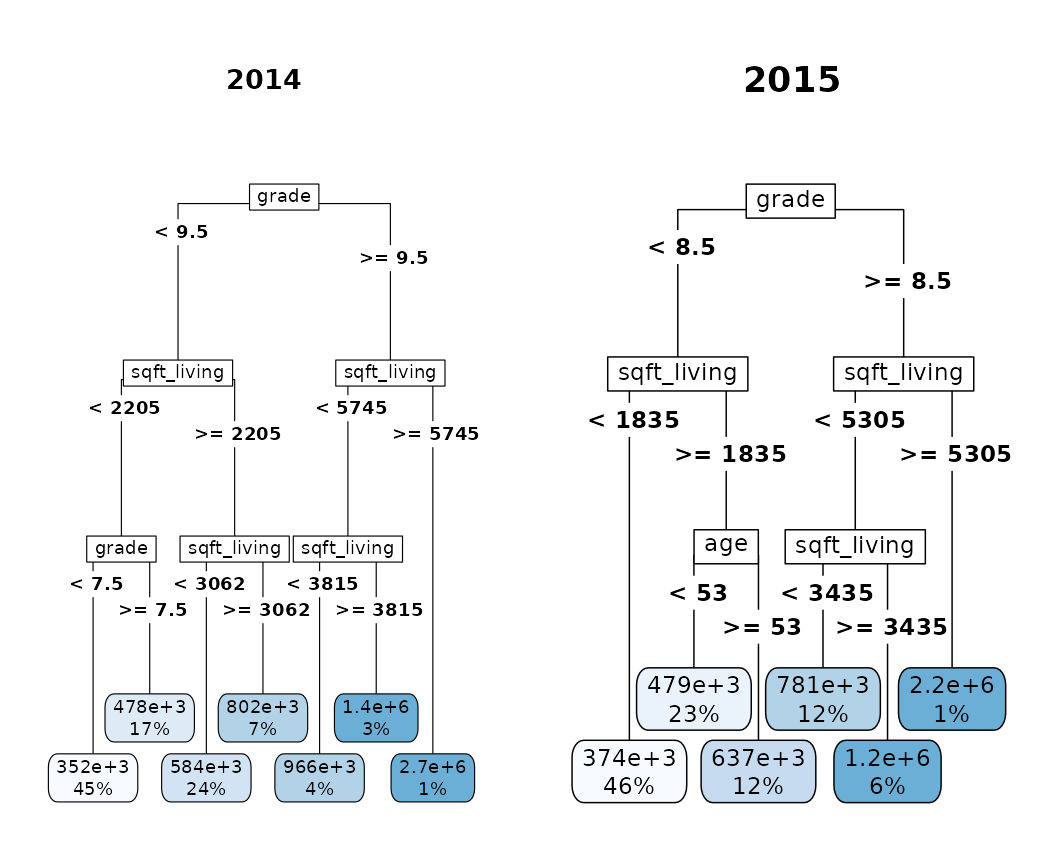 2014
grade
< 9.5
>= 9.5
sqft_living
sqft_living
< 2205
>= 2205
< 5745
>= 5745
grade
sqft_living
sqft_living
< 7.5
>= 7.5
< 3062
>= 3062
< 3815
>= 3815
478e+3
17%
802e+3
7%
1.4e+6
3%
352e+3
45%
584e+3
24%
966e+3
4%
2.7e+6
1%
2015
grade
< 8.5
>= 8.5
sqft_living
sqft_living
< 1835
>= 1835
< 5305
>= 5305
age
sqft_living
< 53
>= 53
< 3435
>= 3435
479e+3
23%
781e+3
12%
2.2e+6
1%
374e+3
46%
637e+3
12%
1.2e+6
6%